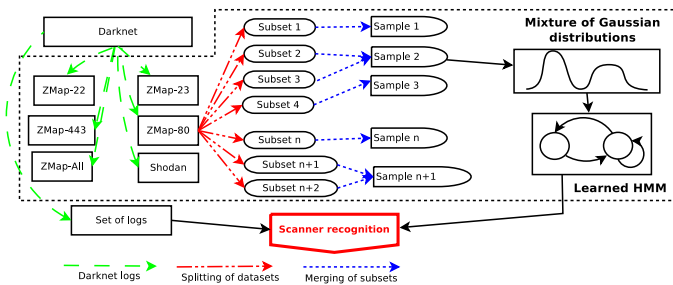 Darknet
Mixture of Gaussian
distributions
Subset 1
Sample 1
Subset 2
Sample 2
Subset 3
Sample 3
Subset 4
ZMap-22
ZMap-23
ZMap-443
ZMap-80
Subset n
Sample n
ZMap-All
Shodan
Subset n+1
Sample n+1
Subset n+2
Learned HMM
Set of logs
Scanner recognition
Darknet logs
Splitting of datasets
Merging of subsets